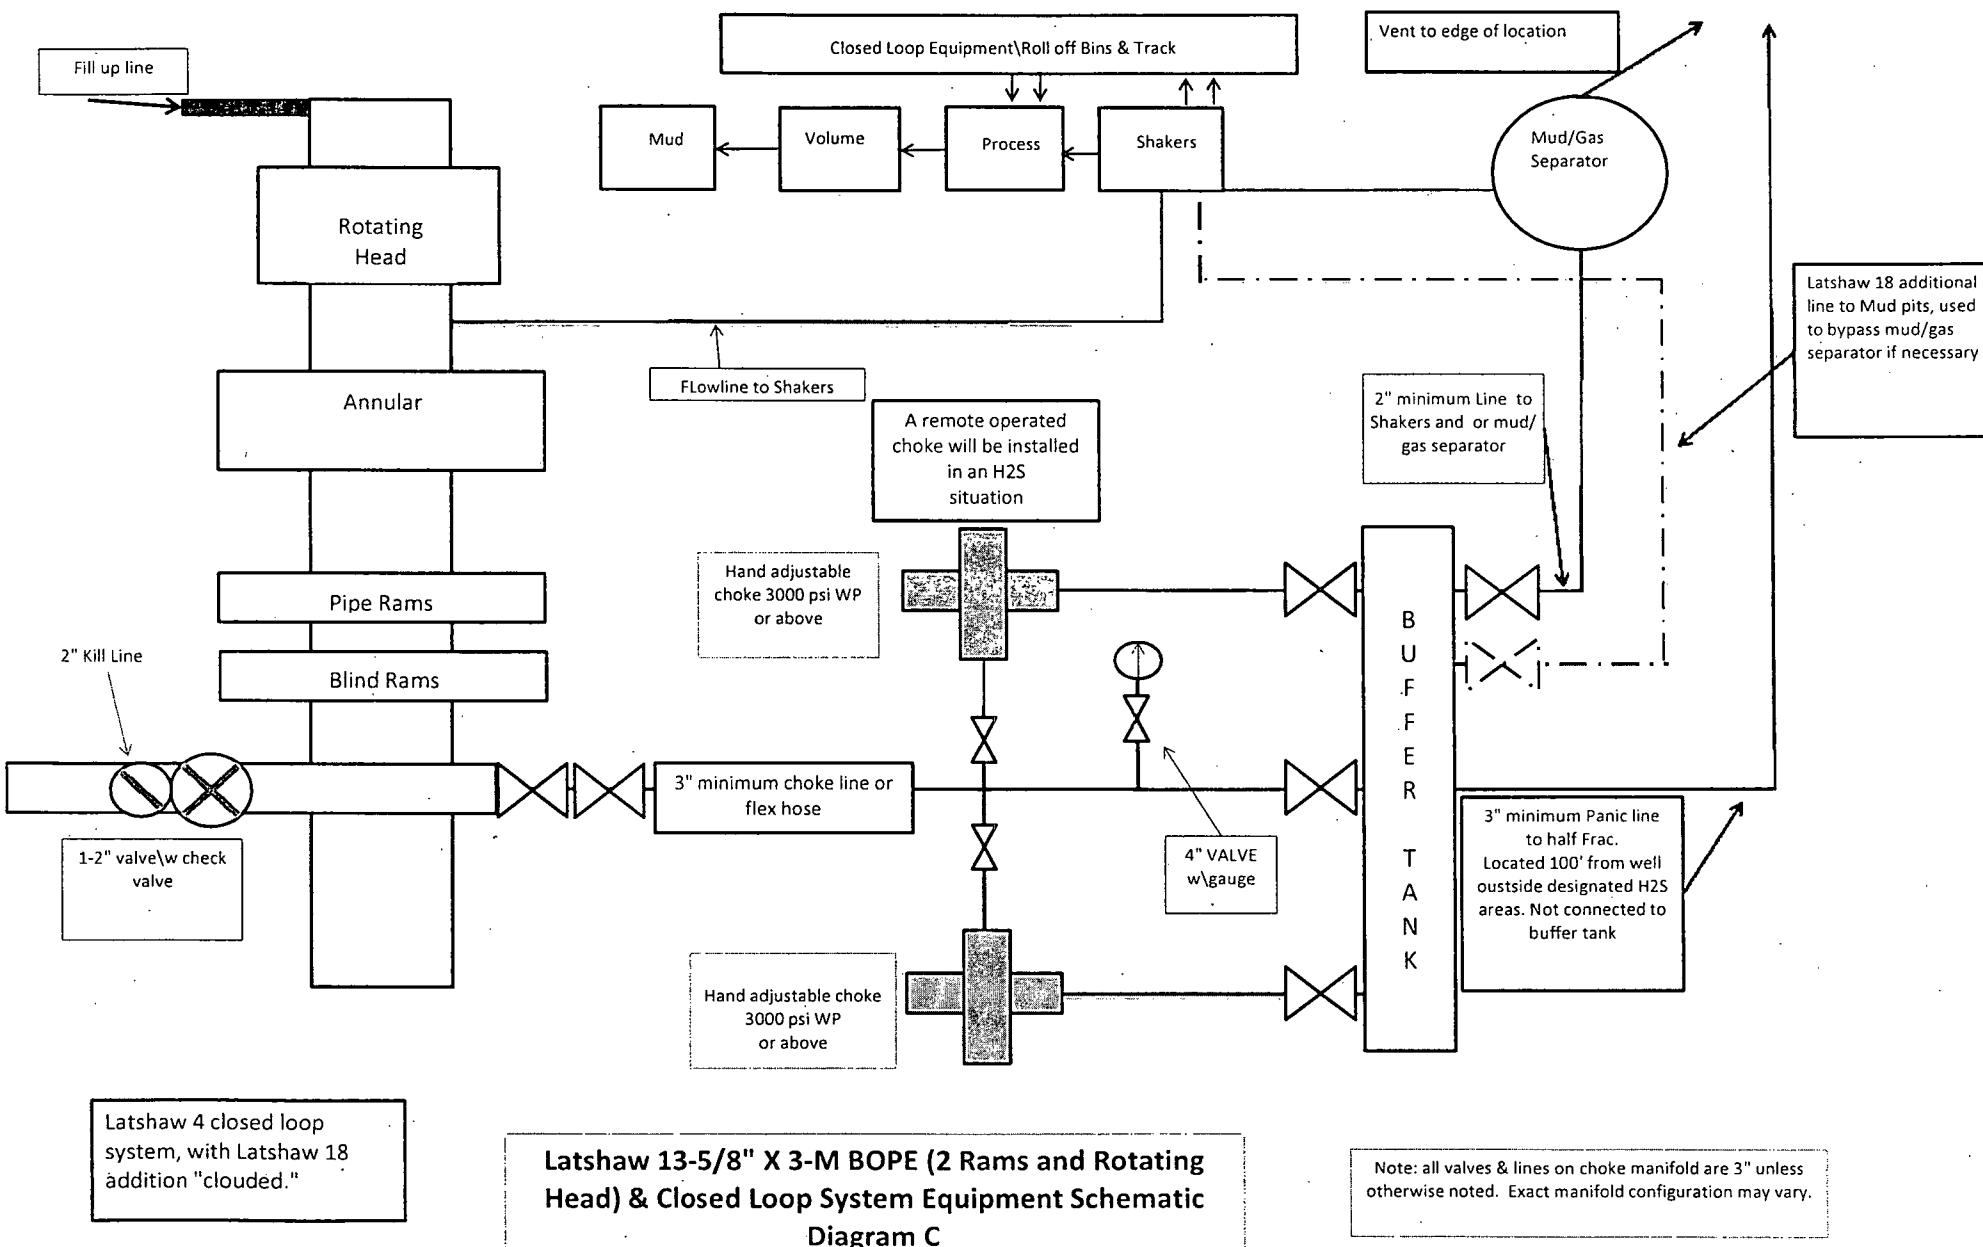 Closed Loop Equipment\Roll off Bins & Track
Vent to edge of location
Fill up line
Mud
Volume
Process
Shakers
Mud/Gas
Separator
Rotating
Head
Latshaw 18 additional
line to Mud pits, used
to bypass mud/gas
separator if necessary
FLowline to Shakers
Annular
2" minimum Line to
Shakers and or mud/
gas separator
A remote operated
choke will be installed
in an H2S
situation
Hand adjustable
choke 3000 psi WP
or above
Pipe Rams
2" Kill Line
Blind Rams
BUFFER TANK
3" minimum choke line or
flex hose
1-2" valve\w check
valve
4" VALVE
w\gauge
3" minimum Panic line
to half Frac.
Located 100' from well
oustside designated H2S
areas. Not connected to
buffer tank
Hand adjustable choke
3000 psi WP
or above
Latshaw 4 closed loop
system, with Latshaw 18
addition "clouded."
Latshaw 13-5/8" X 3-M BOPE (2 Rams and Rotating
Head) & Closed Loop System Equipment Schematic
Diagram C
Note: all valves & lines on choke manifold are 3" unless
otherwise noted. Exact manifold configuration may vary.